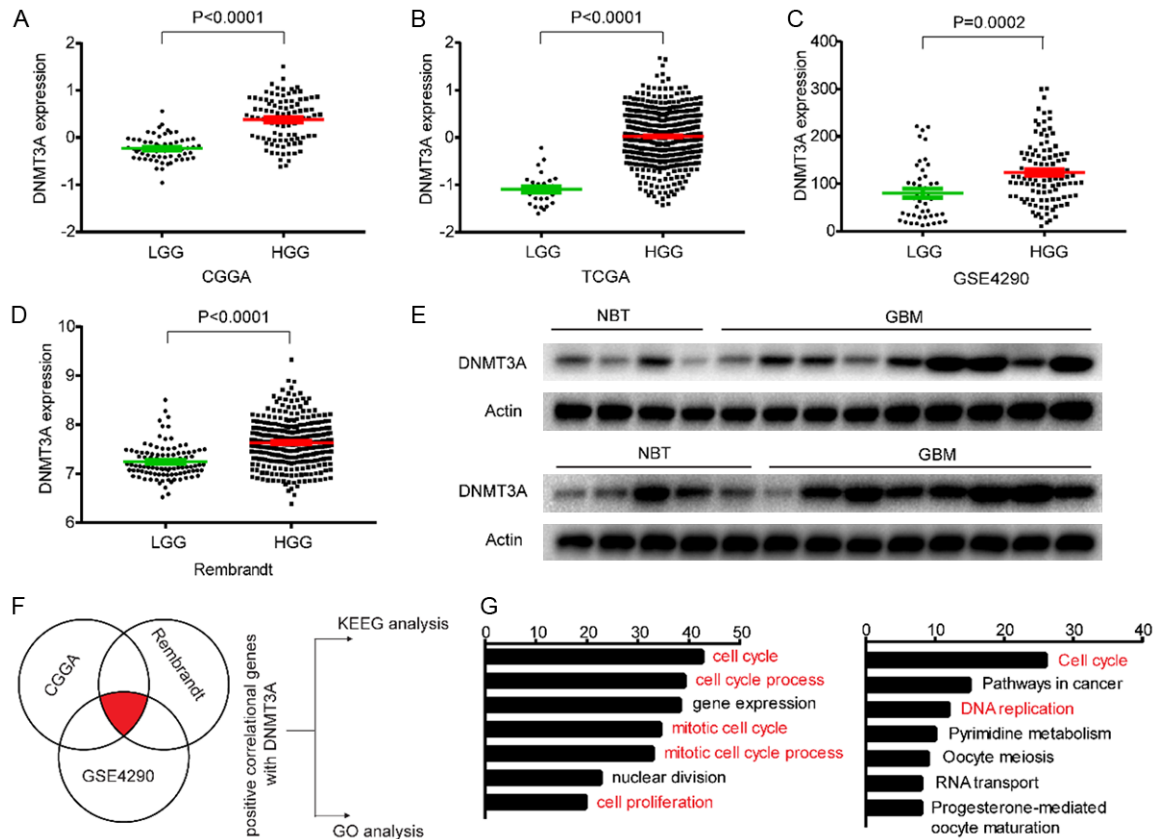 A
P<0.0001
DNMT3A expression
2
1
0
-1
-2
LGG
HGG
CGGA
B
P<0.0001
DNMT3A expression
2
1
0
-1
-2
LGG
HGG
TCGA
C
P=0.0002
DNMT3A expression
400
300
200
100
0
LGG
HGG
GSE4290
D
P<0.0001
DNMT3A expression
10
9
8
7
6
LGG
HGG
Rembrandt
E
NBT
GBM
DNMT3A
Actin
NBT
GBM
DNMT3A
Actin
F
CGGA
Rembrandt
GSE4290
positive correlational genes
with DNMT3A
KEEG analysis
GO analysis
G
0 10 20 30 40 50
cell cycle
cell cycle process
gene expression
mitotic cell cycle
mitotic cell cycle process
nuclear division
cell proliferation
0 10 20 30 40
Cell cycle
Pathways in cancer
DNA replication
Pyrimidine metabolism
Oocyte meiosis
RNA transport
Progesterone-mediated
oocyte maturation